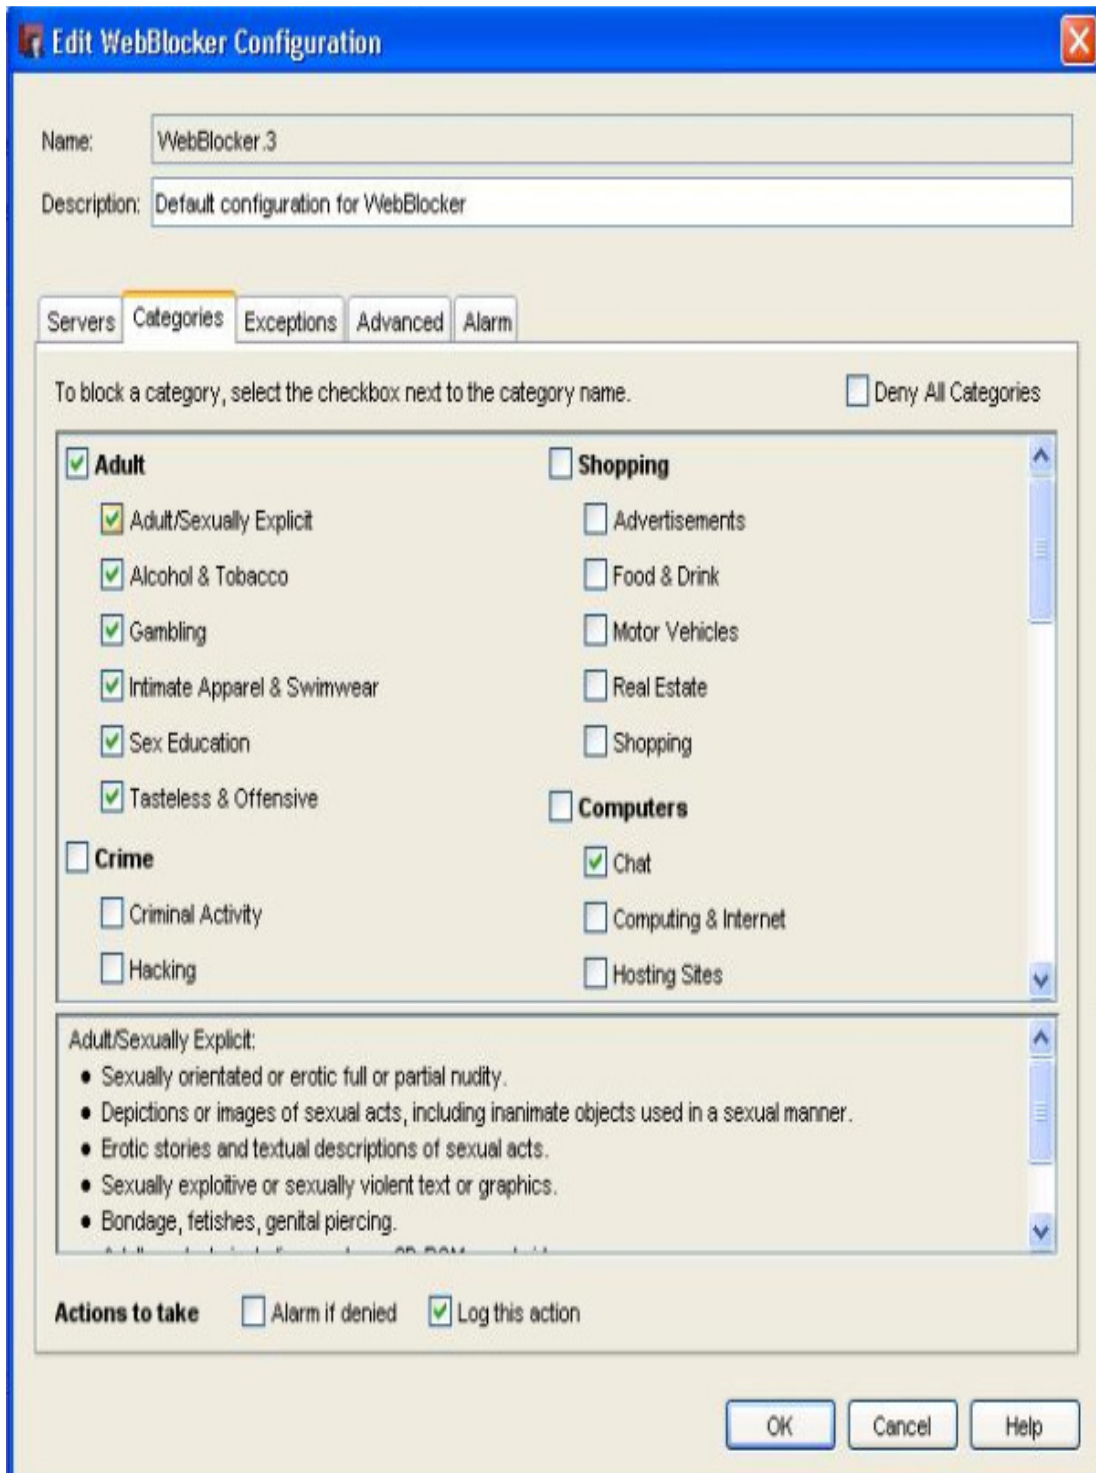 Edit WebBlocker Configuration
Name: WebBlocker.3
Description: Default configuration for WebBlocker
Servers Categories Exceptions Advanced Alarm
To block a category, select the checkbox next to the category name. Deny All Categories
Adult
Adult/Sexually Explicit
Alcohol & Tobacco
Gambling
Intimate Apparel & Swimwear
Sex Education
Tasteless & Offensive
Crime
Criminal Activity
Hacking
Shopping
Advertisements
Food & Drink
Motor Vehicles
Real Estate
Shopping
Computers
Chat
Computing & Internet
Hosting Sites
Adult/Sexually Explicit:
• Sexually orientated or erotic full or partial nudity.
• Depictions or images of sexual acts, including inanimate objects used in a sexual manner.
• Erotic stories and textual descriptions of sexual acts.
• Sexually exploitive or sexually violent text or graphics.
• Bondage, fetishes, genital piercing.
Actions to take Alarm if denied Log this action
OK Cancel Help